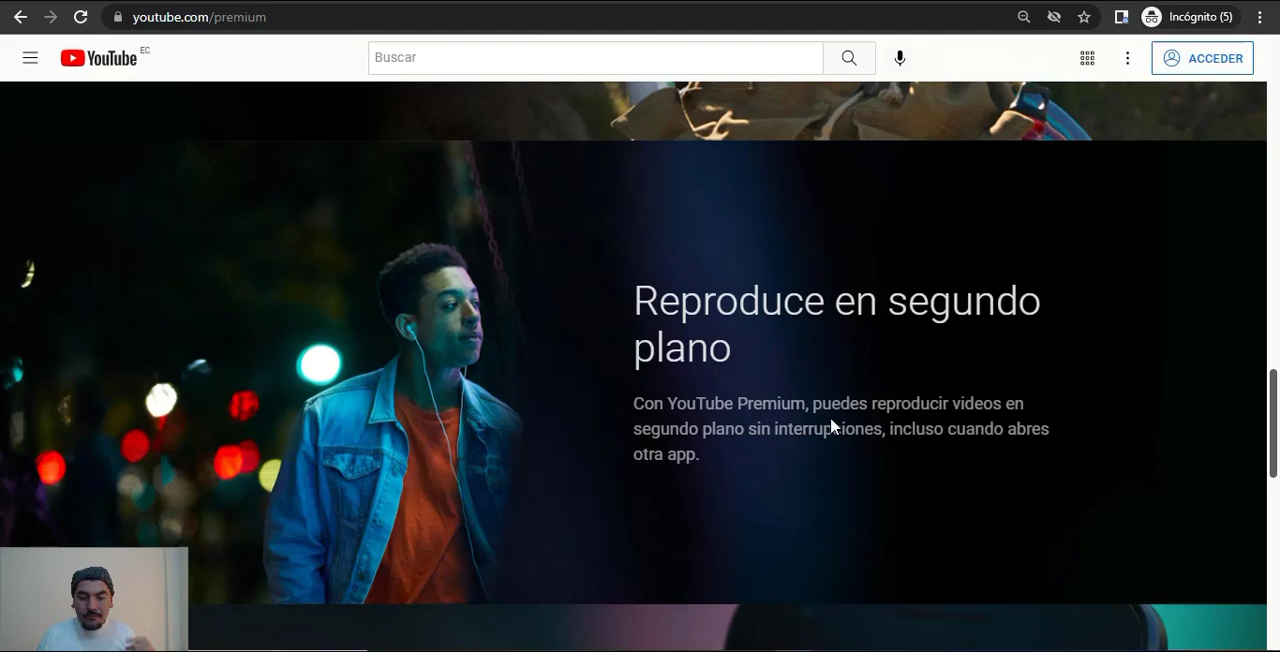 youtube.com/premium
Incógnito (5)
YouTube EC
Buscar
ACCEDER
Reproduce en segundo
plano
Con YouTube Premium, puedes reproducir videos en
segundo plano sin interrupciones, incluso cuando abres
otra app.